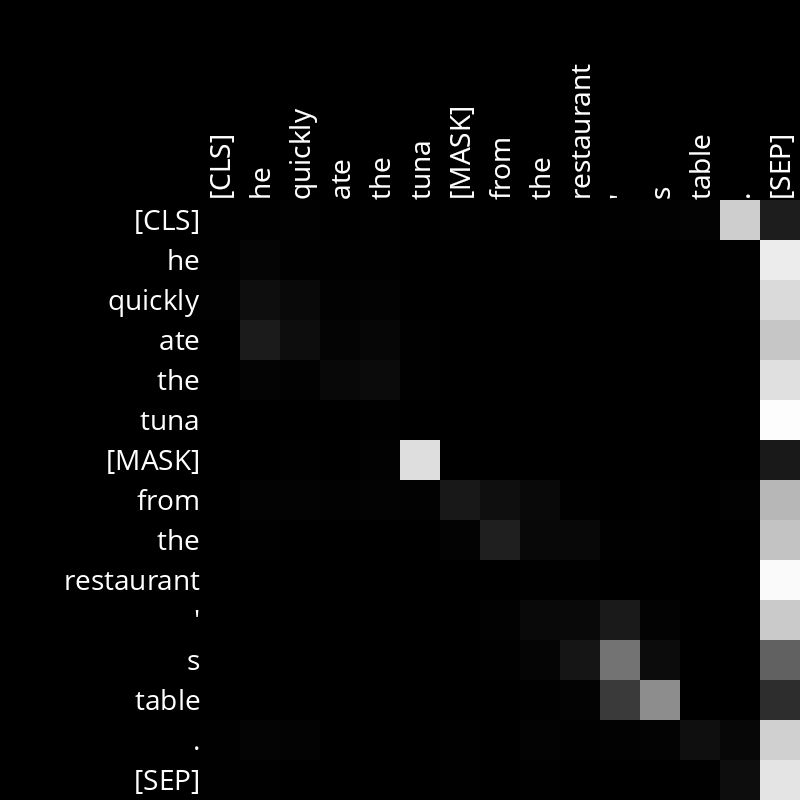 [CLS] he quickly ate the tuna [MASK] from the restaurant ' s table . [SEP]
[CLS]
he
quickly
ate
the
tuna
[MASK]
from
the
restaurant
'
s
table
.
[SEP]